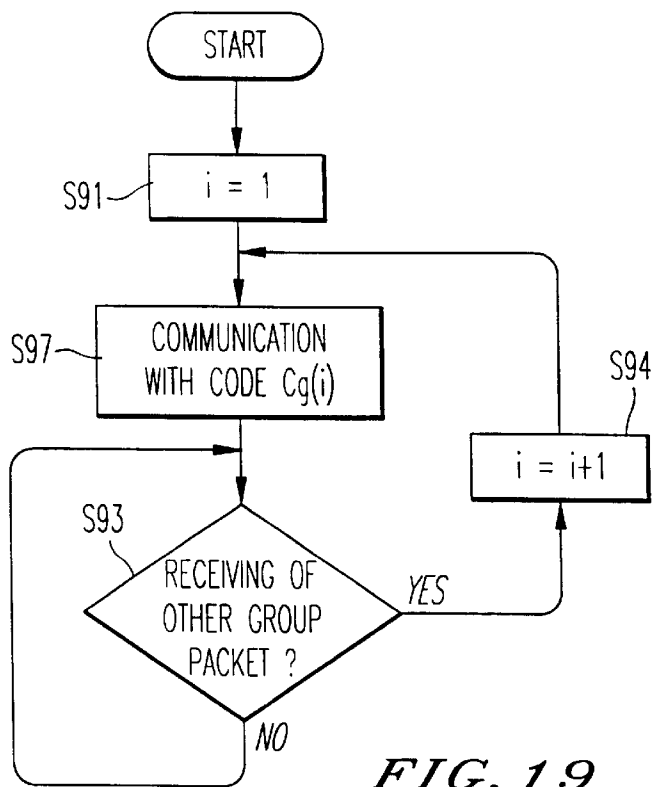 START
S91
i = 1
S97
COMMUNICATION
WITH CODE Cg(i)
S94
i = i+1
S93
RECEIVING OF
OTHER GROUP
PACKET ?
YES
NO
FIG. 19